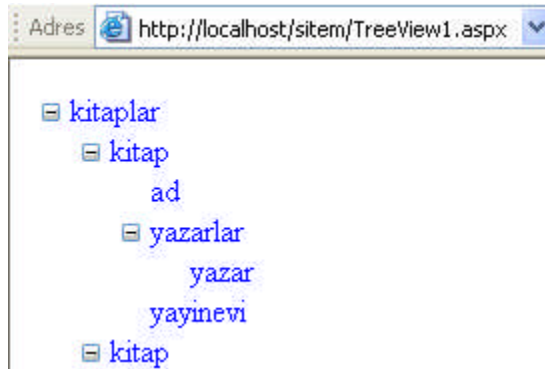 Adres http://localhost/sitem/TreeView1.aspx
kitaplar
kitap
ad
yazarlar
yazar
yayinevi
kitap